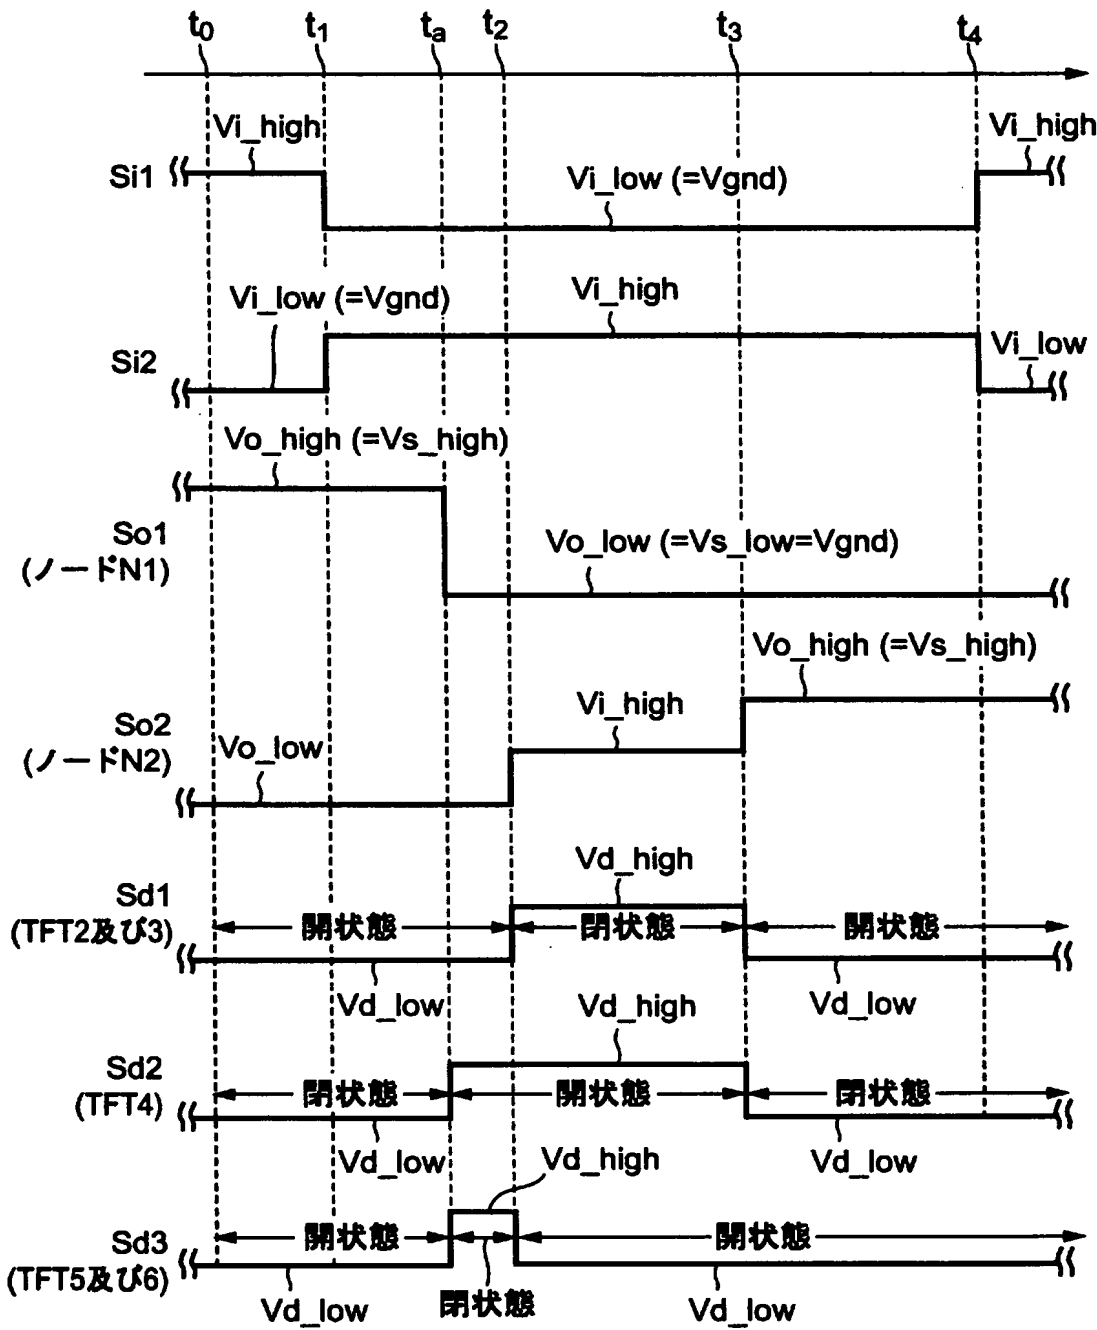 t0 t1 ta t2 t3 t4
Vi_high
Vi_high
Si1
Vi_low (=Vgnd)
Vi_low (=Vgnd)
Vi_high
Si2
Vi_low
Vo_high (=Vs_high)
So1
(ノードN1)
Vo_low (=Vs_low=Vgnd)
Vo_high (=Vs_high)
So2
(ノードN2)
Vi_high
Vo_low
Vd_high
Sd1
(TFT2及び3)
開状態 閉状態 開状態
Vd_low
Vd_low
Vd_high
Sd2
(TFT4)
閉状態 開状態 閉状態
Vd_low
Vd_low
Vd_high
Sd3
(TFT5及び6)
開状態
開状態
閉状態
Vd_low
Vd_low